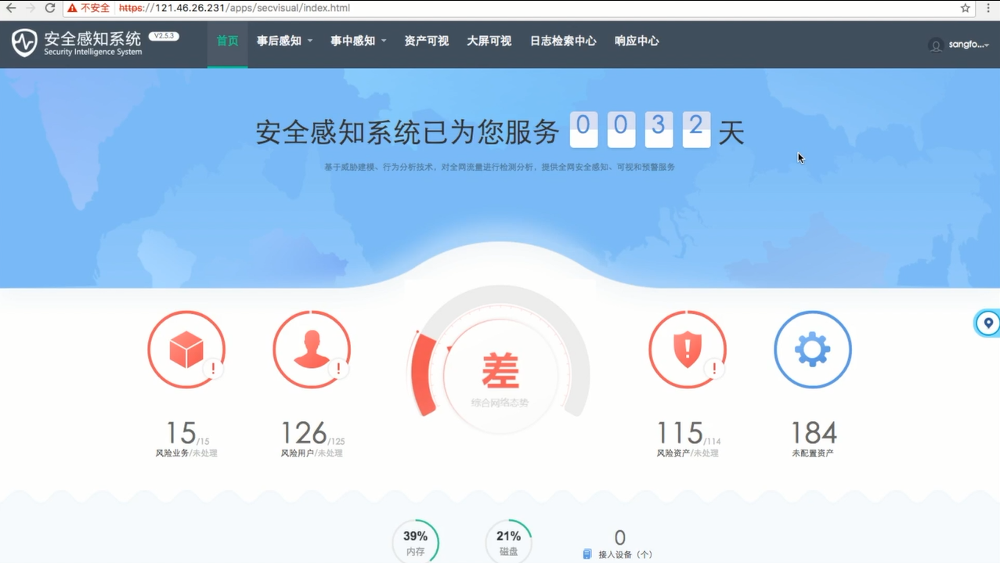 不安全 https://121.46.26.231/apps/secvisual/index.html
安全感知系统 V2.5.3
Security Intelligence System
首页 事后感知 事中感知 资产可视 大屏可视 日志检索中心 响应中心 sangfo...
安全感知系统已为您服务 0 0 3 2 天
基于威胁建模、行为分析技术，对全网流量进行检测分析，提供全网安全感知、可视和预警服务
差
综合网络态势
15/15
风险业务/未处理
126/125
风险用户/未处理
115/114
风险资产/未处理
184
未配置资产
39%
内存
21%
磁盘
0
接入设备（个）